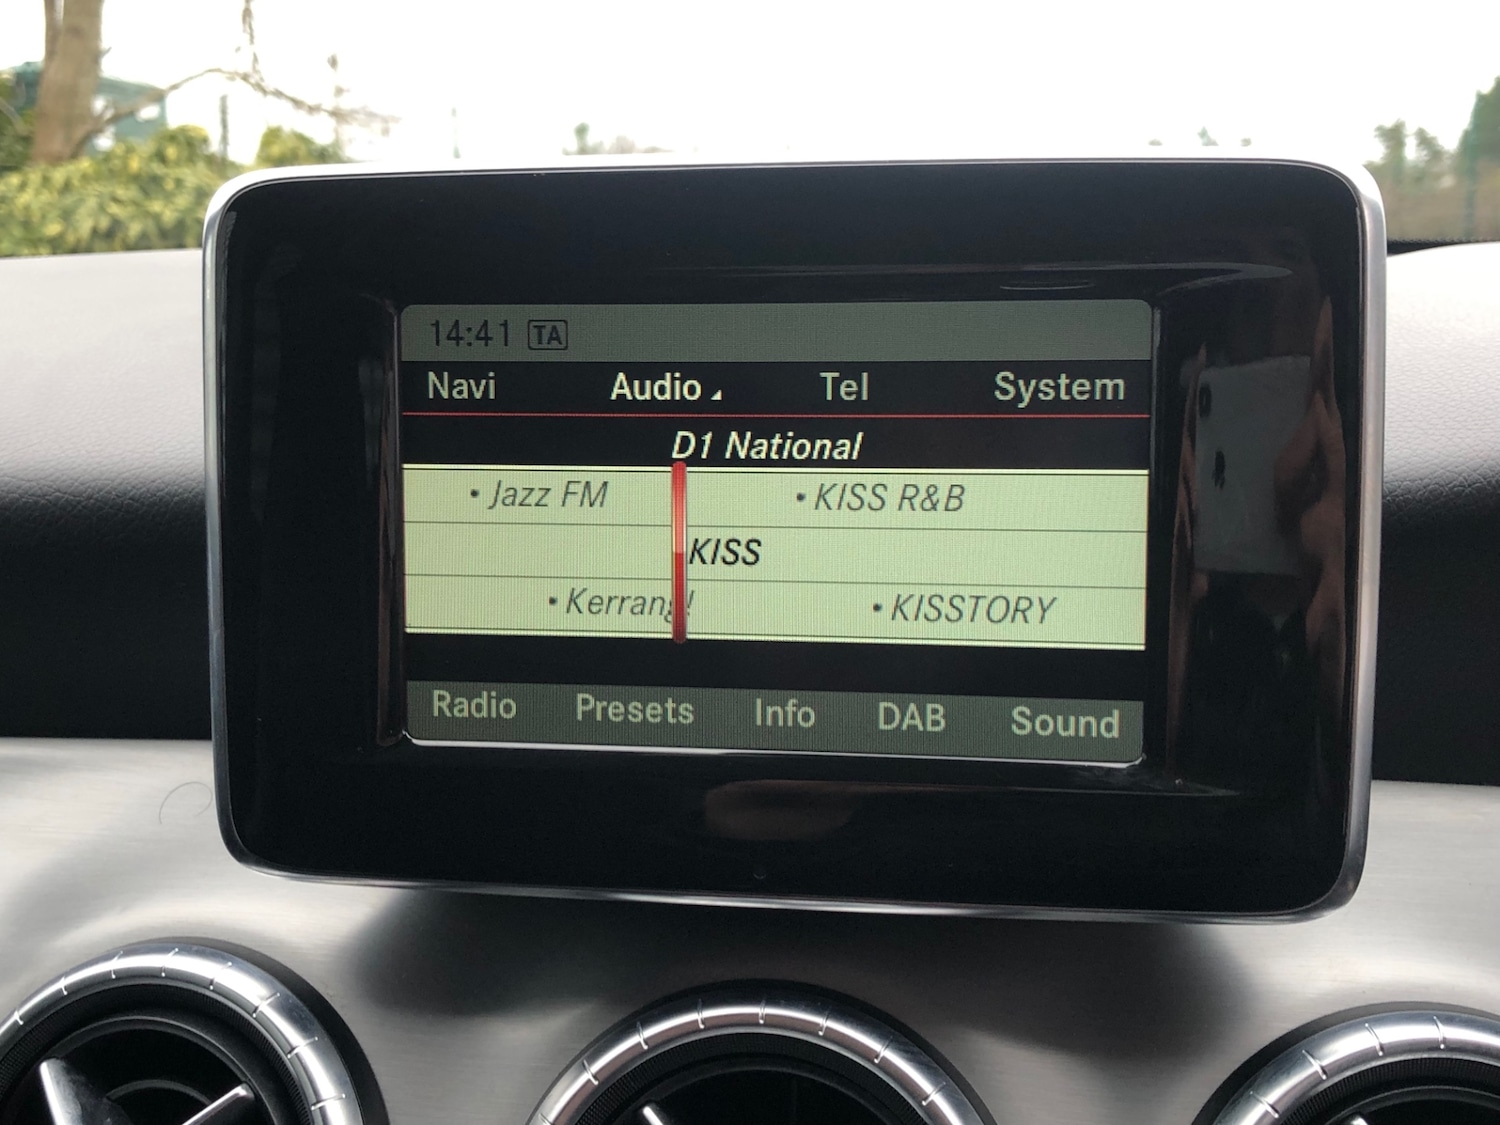 14:41 TA
Navi Audio Tel System
D1 National
• Jazz FM • KISS R&B
KISS
• Kerrang! • KISSTORY
Radio Presets Info DAB Sound